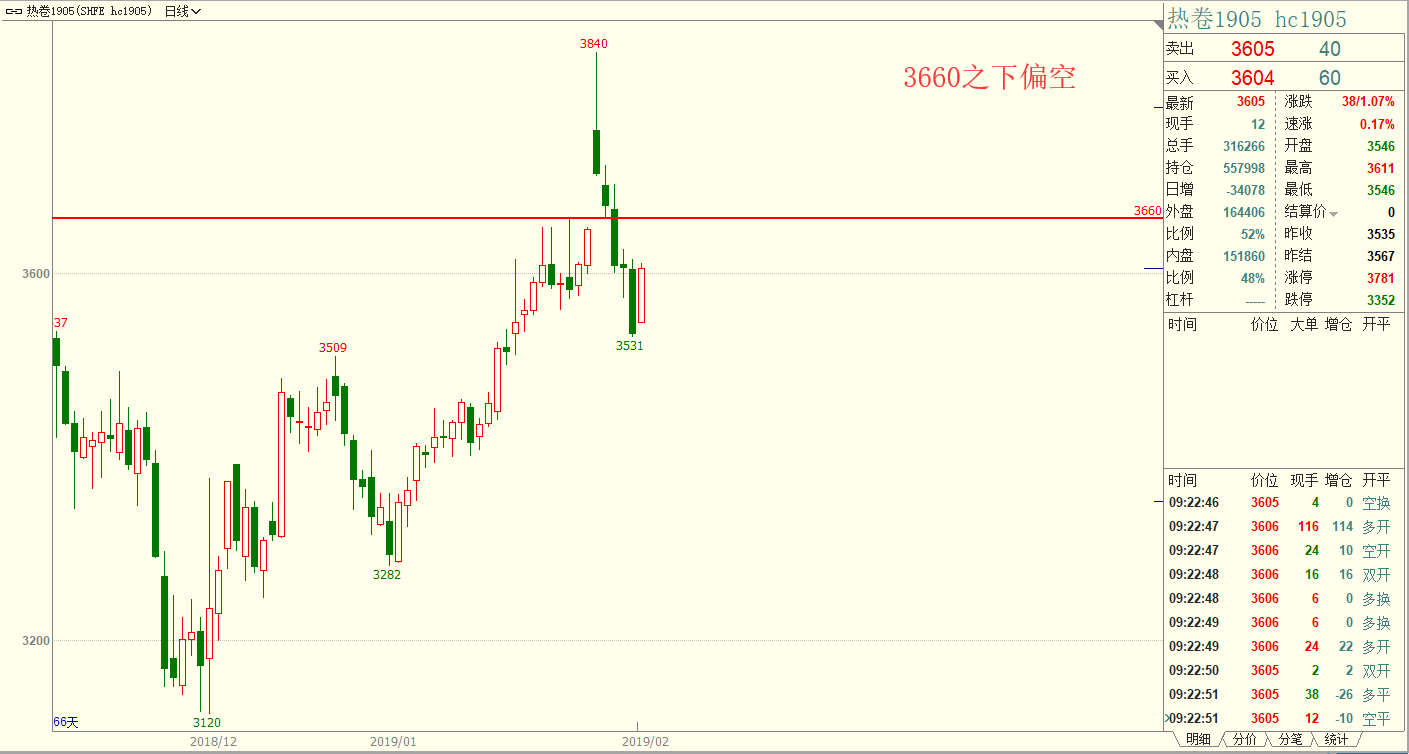 热卷1905(SHFE hc1905) 日线
3840
3660之下偏空
3660
3600
37
3509
3531
3282
3200
66天
3120
2018/12 2019/01 2019/02
热卷1905 hc1905
卖出 3605 40
买入 3604 60
最新 3605 涨跌 38/1.07%
现手 12 速涨 0.17%
总手 316266 开盘 3546
持仓 557998 最高 3611
日增 -34078 最低 3546
外盘 164406 结算价 0
比例 52% 昨收 3535
内盘 151860 昨结 3567
比例 48% 涨停 3781
杠杆 ----- 跌停 3352
时间 价位 大单 增仓 开平
时间 价位 现手 增仓 开平
09:22:46 3605 4 0 空换
09:22:47 3606 116 114 多开
09:22:47 3606 24 10 空开
09:22:48 3606 16 16 双开
09:22:48 3606 6 0 多换
09:22:49 3606 6 0 多换
09:22:49 3606 24 22 多开
09:22:50 3605 2 2 双开
09:22:51 3605 38 -26 多平
09:22:51 3605 12 -10 空平
明细 分价 分笔 统计